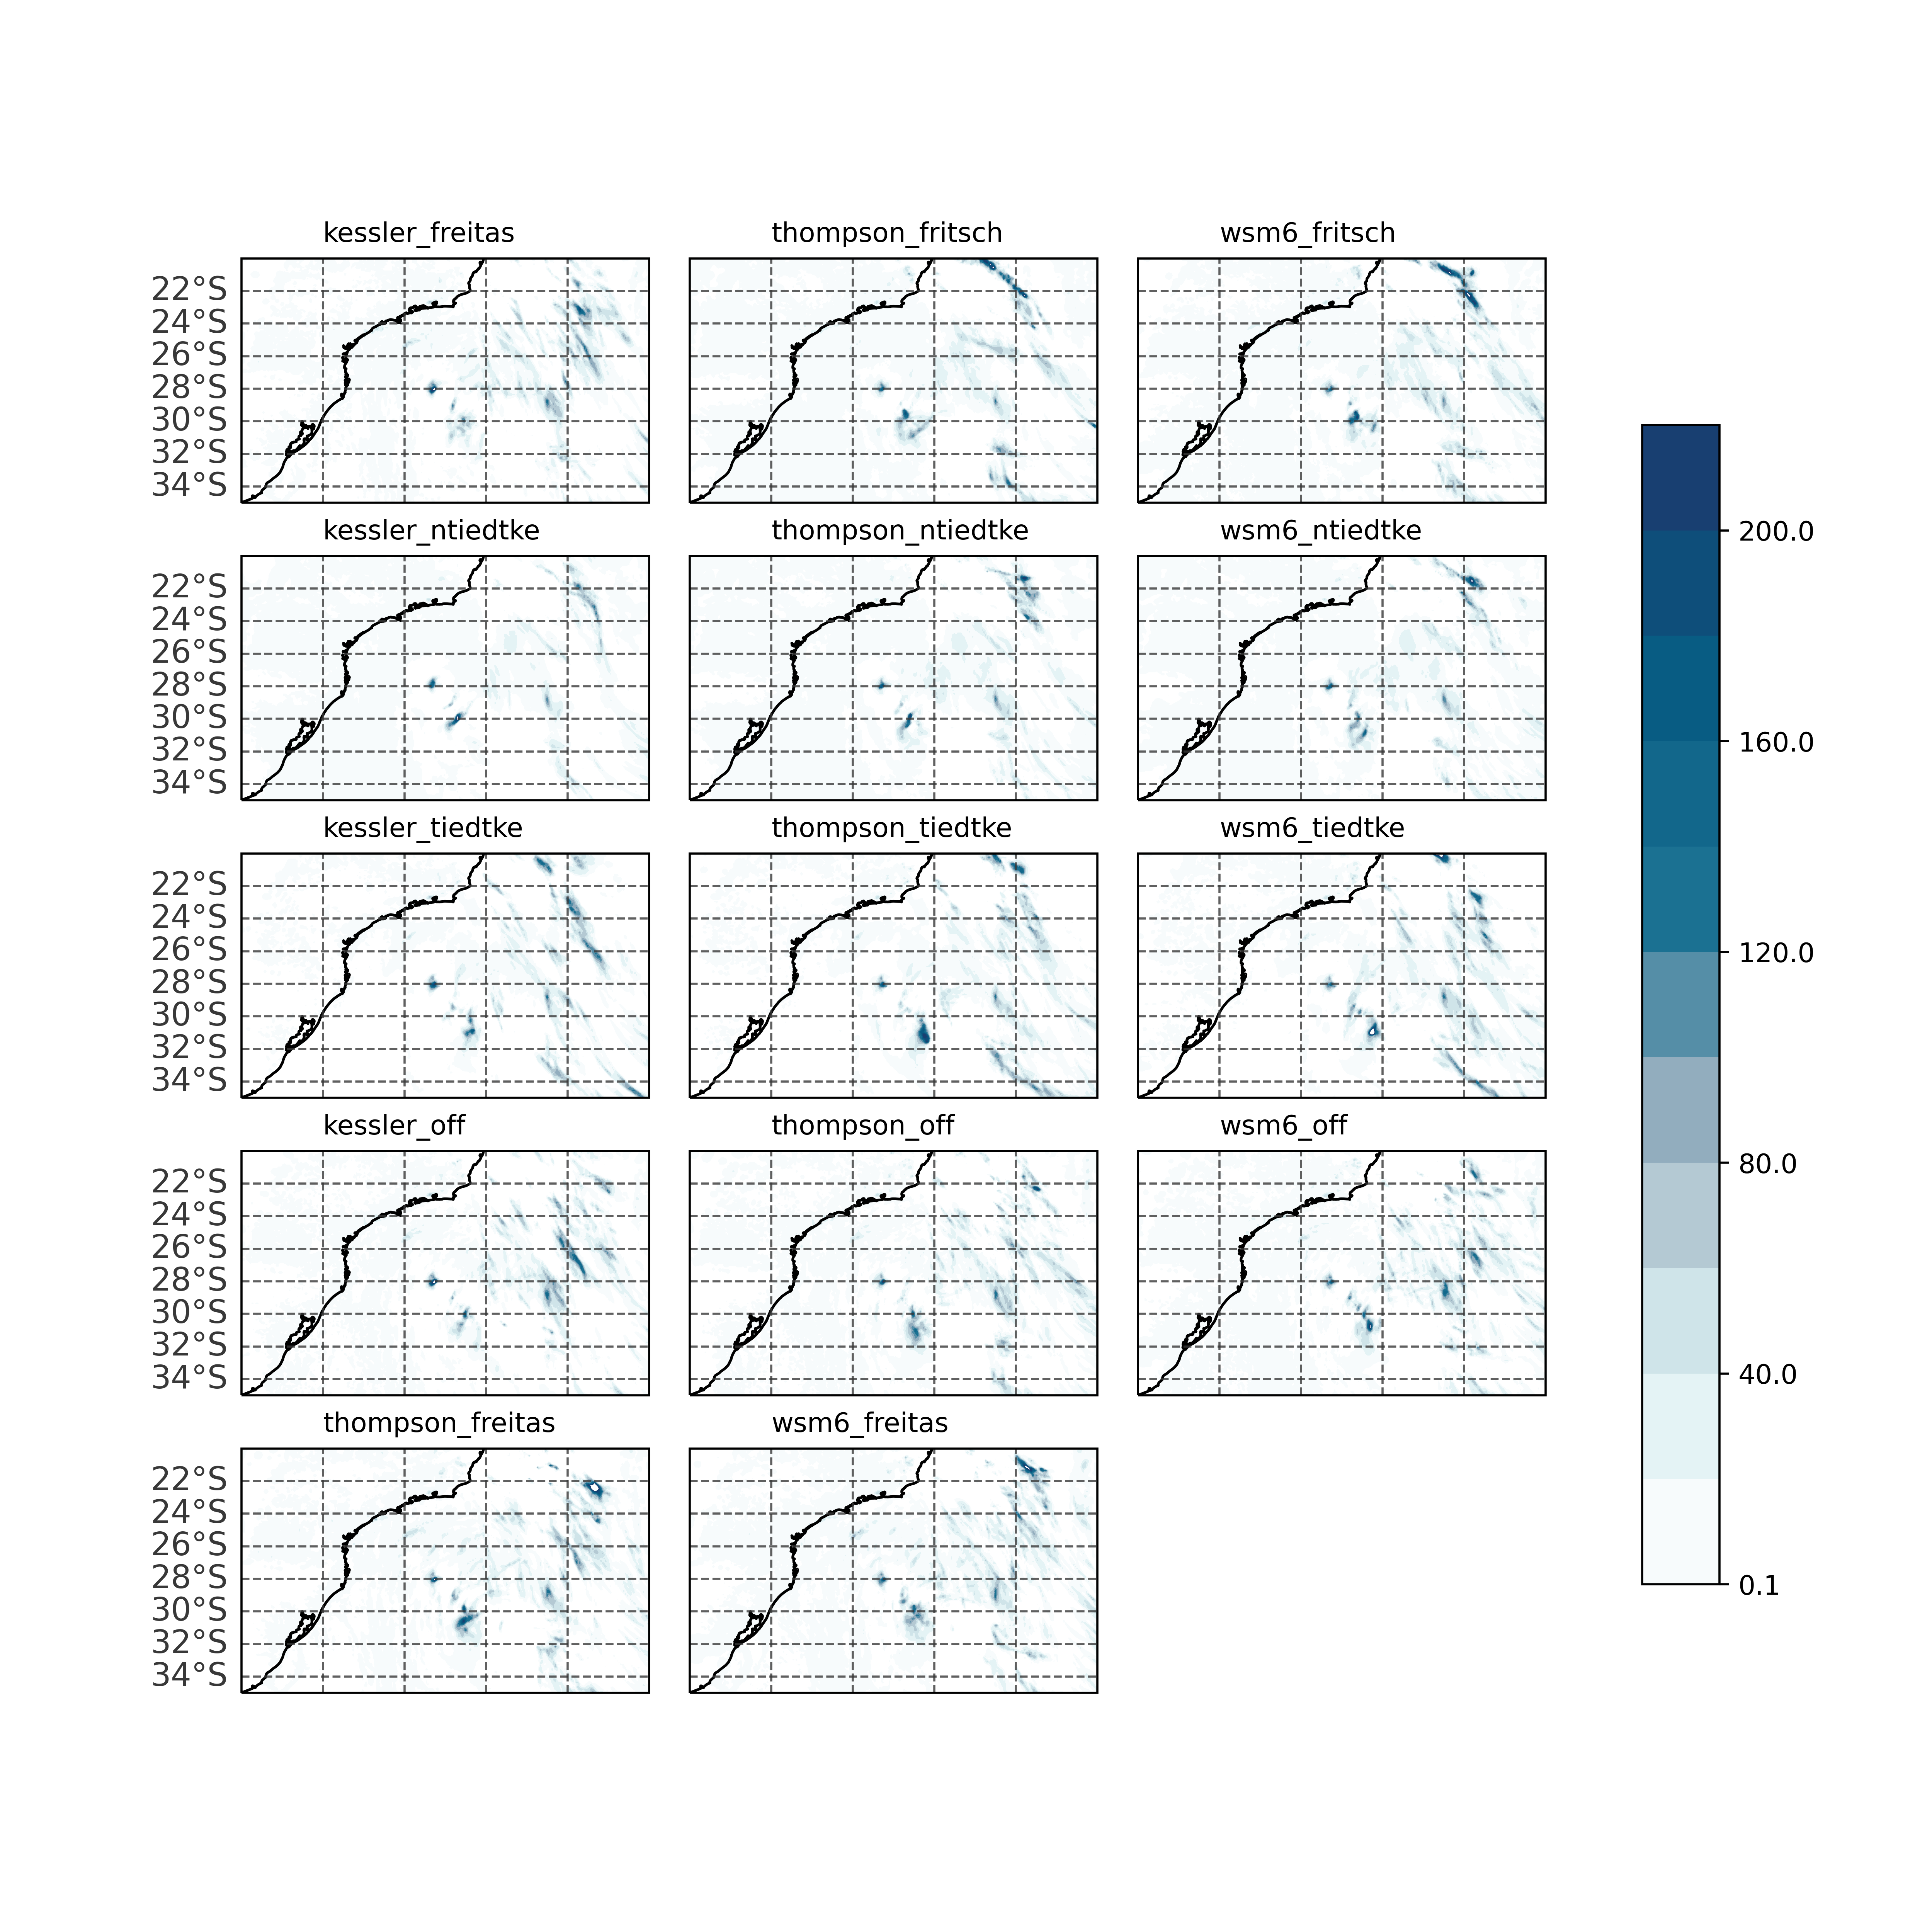 kessler_freitas thompson_fritsch wsm6_fritsch
22°S
24°S
26°S
28°S
30°S
32°S
34°S
kessler_ntiedtke thompson_ntiedtke wsm6_ntiedtke
22°S
24°S
26°S
28°S
30°S
32°S
34°S
kessler_tiedtke thompson_tiedtke wsm6_tiedtke
22°S
24°S
26°S
28°S
30°S
32°S
34°S
kessler_off thompson_off wsm6_off
22°S
24°S
26°S
28°S
30°S
32°S
34°S
thompson_freitas wsm6_freitas
22°S
24°S
26°S
28°S
30°S
32°S
34°S
200.0
160.0
120.0
80.0
40.0
0.1